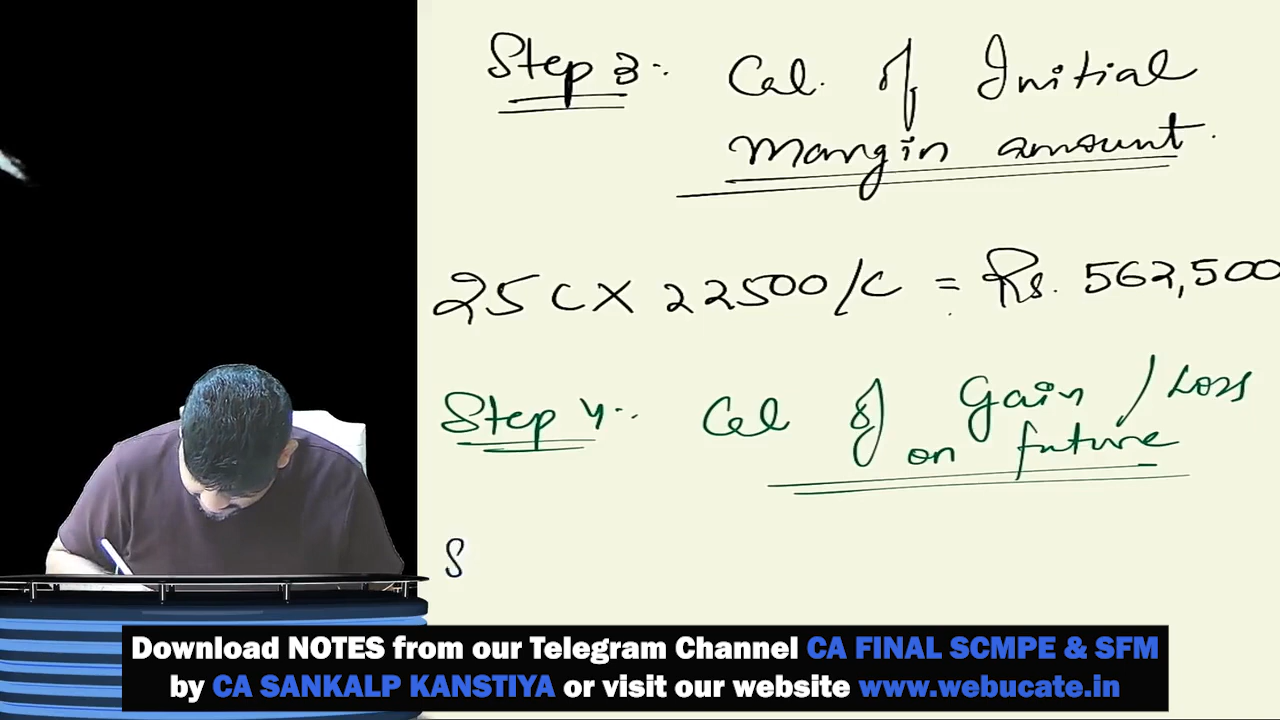 Step 3:- Cal. of Initial
margin amount.
25 C X 22500/C = Rs. 562,500
Step 4:- Cal of Gain / Loss
on future
S
Download NOTES from our Telegram Channel CA FINAL SCMPE & SFM
by CA SANKALP KANSTIYA or visit our website www.webucate.in